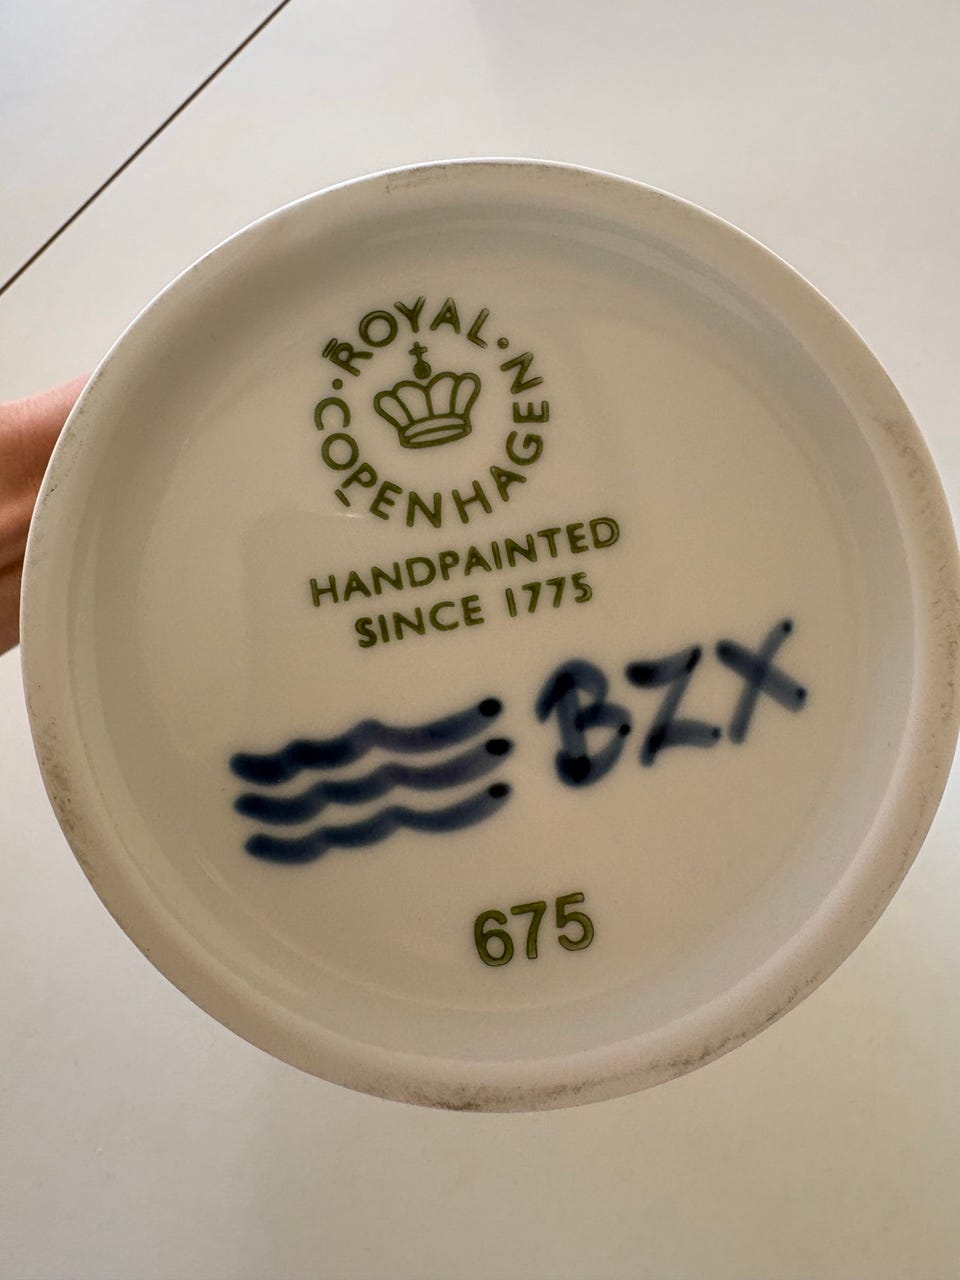 ROYAL · COPENHAGEN ·
HANDPAINTED
SINCE 1775
BZX
675